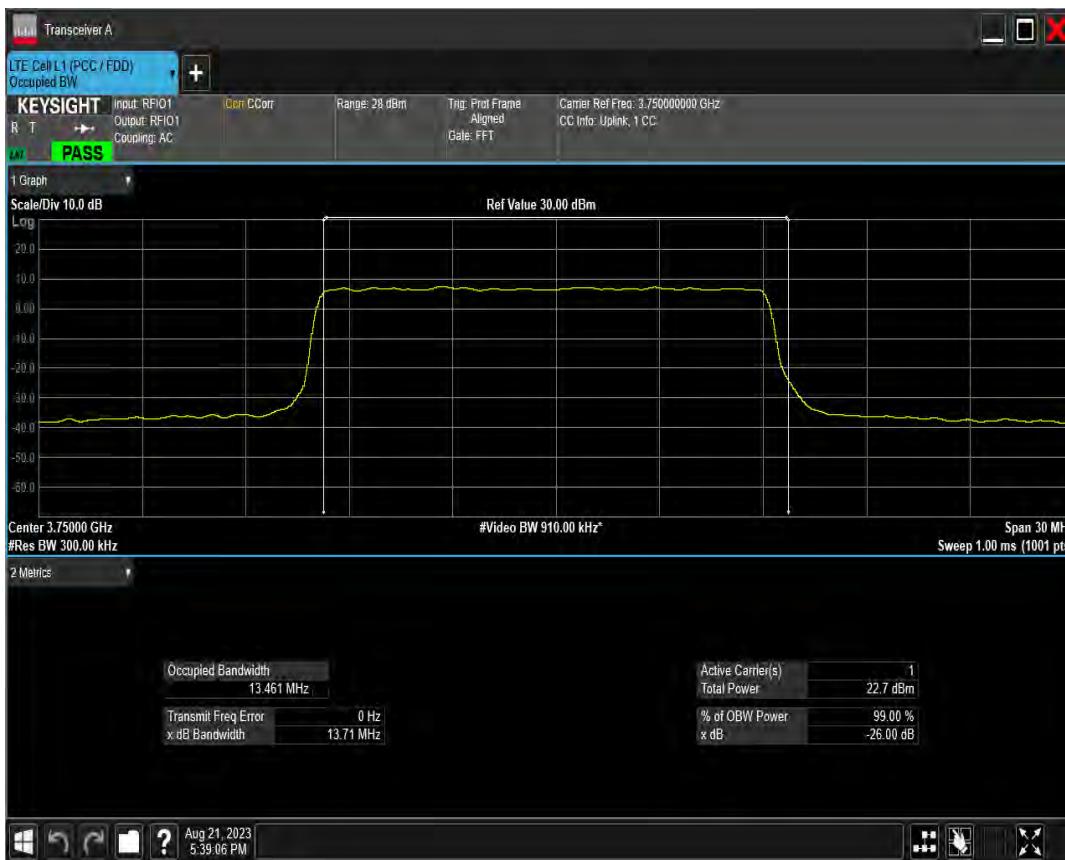 Transceiver A
LTE Cell L1 (PCC / FDD)
Occupied BW
+
KEYSIGHT
R T
PASS
Input: RFIO1
Output: RFIO1
Coupling: AC
Corr CCorr
Range: 28 dBm
Trig: Prot Frame
Aligned
Gate: FFT
Carrier Ref Freq: 3.750000000 GHz
CC Info: Uplink, 1 CC
1 Graph
Scale/Div 10.0 dB
Ref Value 30.00 dBm
Log
20.0
10.0
0.00
-10.0
-20.0
-30.0
-40.0
-50.0
-60.0
Center 3.75000 GHz
#Video BW 910.00 kHz*
Span 30 MH
#Res BW 300.00 kHz
Sweep 1.00 ms (1001 pts
2 Metrics
Occupied Bandwidth
13.461 MHz
Transmit Freq Error 0 Hz
x dB Bandwidth 13.71 MHz
Active Carrier(s) 1
Total Power 22.7 dBm
% of OBW Power 99.00 %
x dB -26.00 dB
?
Aug 21, 2023
5:39:06 PM